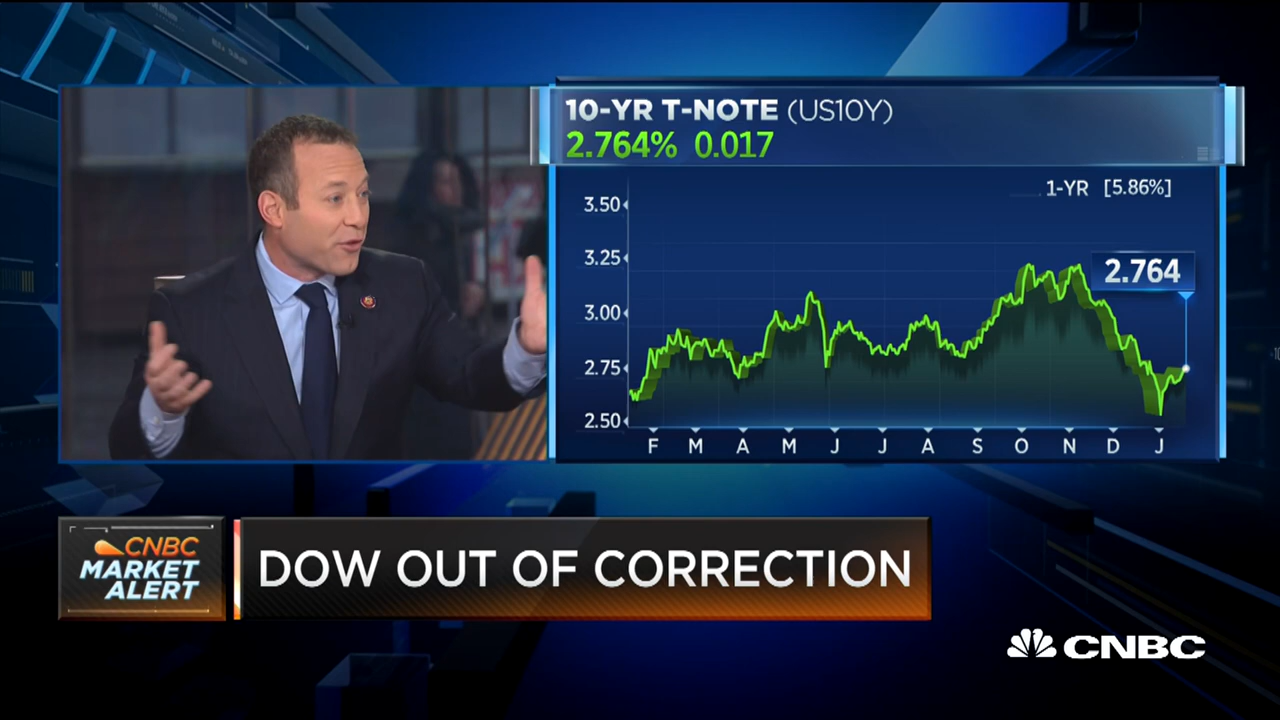 10-YR T-NOTE (US10Y)
2.764% 0.017
1-YR [5.86%]
3.50
3.25
2.764
3.00
2.75
2.50
F M A M J J A S O N D J
CNBC
MARKET
ALERT
DOW OUT OF CORRECTION
CNBC